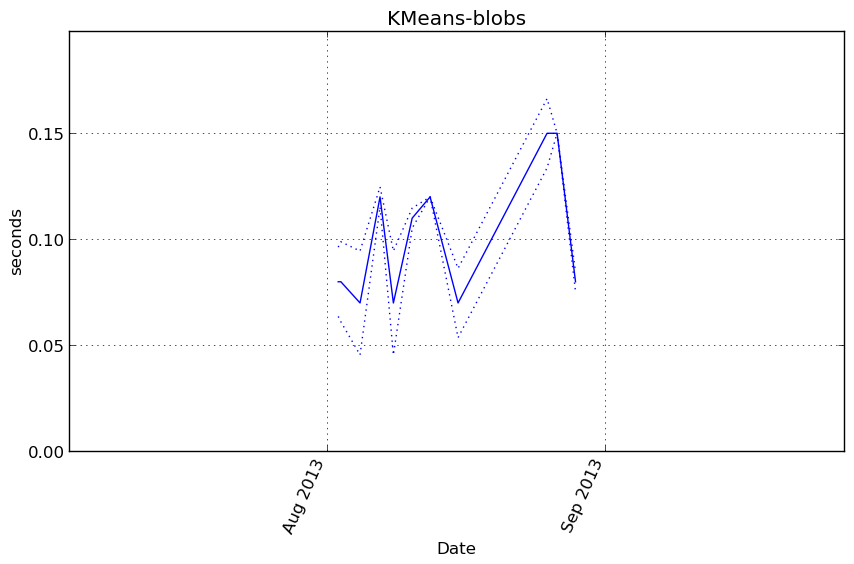 KMeans-blobs
seconds
0.15
0.10
0.05
0.00
Aug 2013
Sep 2013
Date